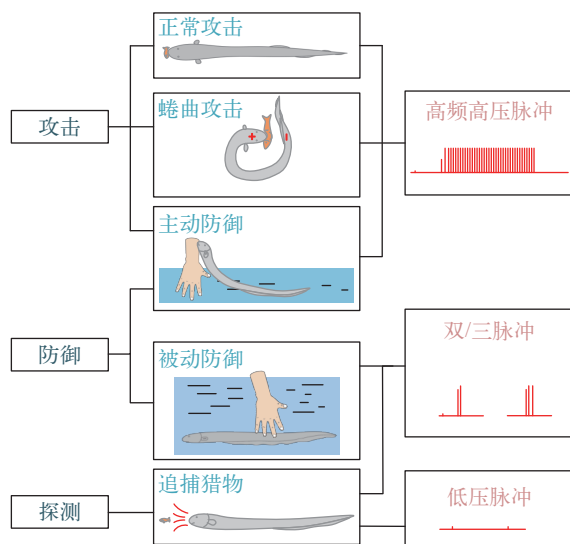 正常攻击
攻击
蜷曲攻击
高频高压脉冲
主动防御
防御
被动防御
双/三脉冲
追捕猎物
探测
低压脉冲